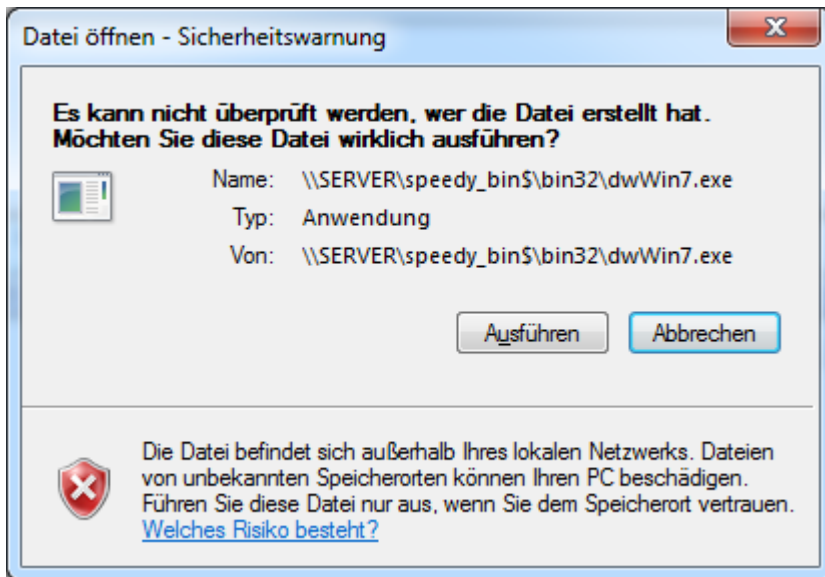 Datei öffnen - Sicherheitswarnung
Es kann nicht überprüft werden, wer die Datei erstellt hat.
Möchten Sie diese Datei wirklich ausführen?
Name: \\SERVER\speedy_bin$\bin32\dwWin7.exe
Typ: Anwendung
Von: \\SERVER\speedy_bin$\bin32\dwWin7.exe
Ausführen Abbrechen
Die Datei befindet sich außerhalb Ihres lokalen Netzwerks. Dateien
von unbekannten Speicherorten können Ihren PC beschädigen.
Führen Sie diese Datei nur aus, wenn Sie dem Speicherort vertrauen.
Welches Risiko besteht?